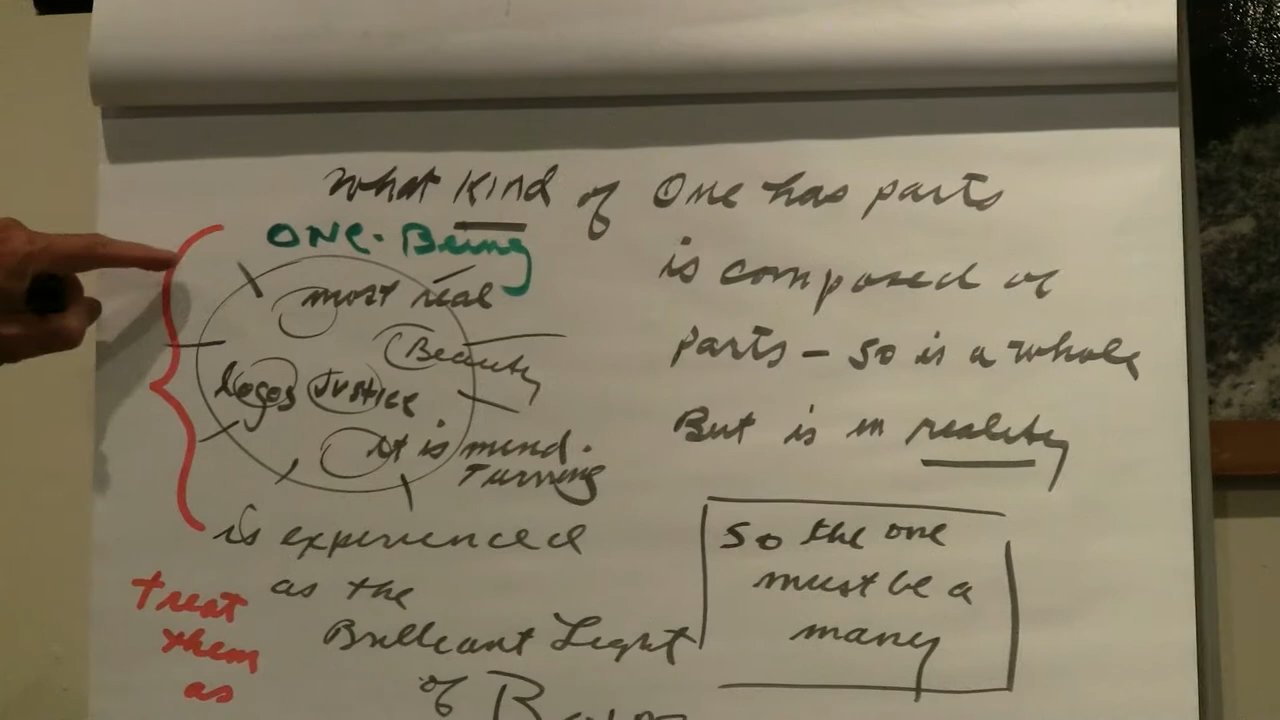 What Kind of One has parts
ONE-Being
is composed of
most real
parts - so is a whole
Beauty
Logos Justice
But is in reality
it is mind.
Turning
is experienced
So the one
must be a
many
as the
Brilleant Light
of
treat
them
as